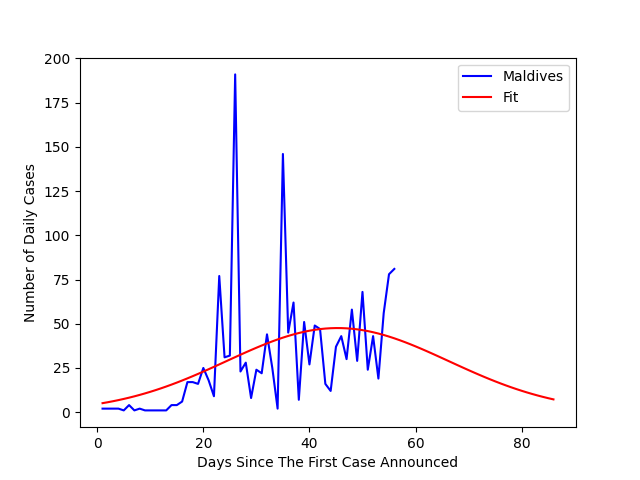 200
175
150
125
100
75
50
25
0
Number of Daily Cases
0 20 40 60 80
Days Since The First Case Announced
Maldives
Fit